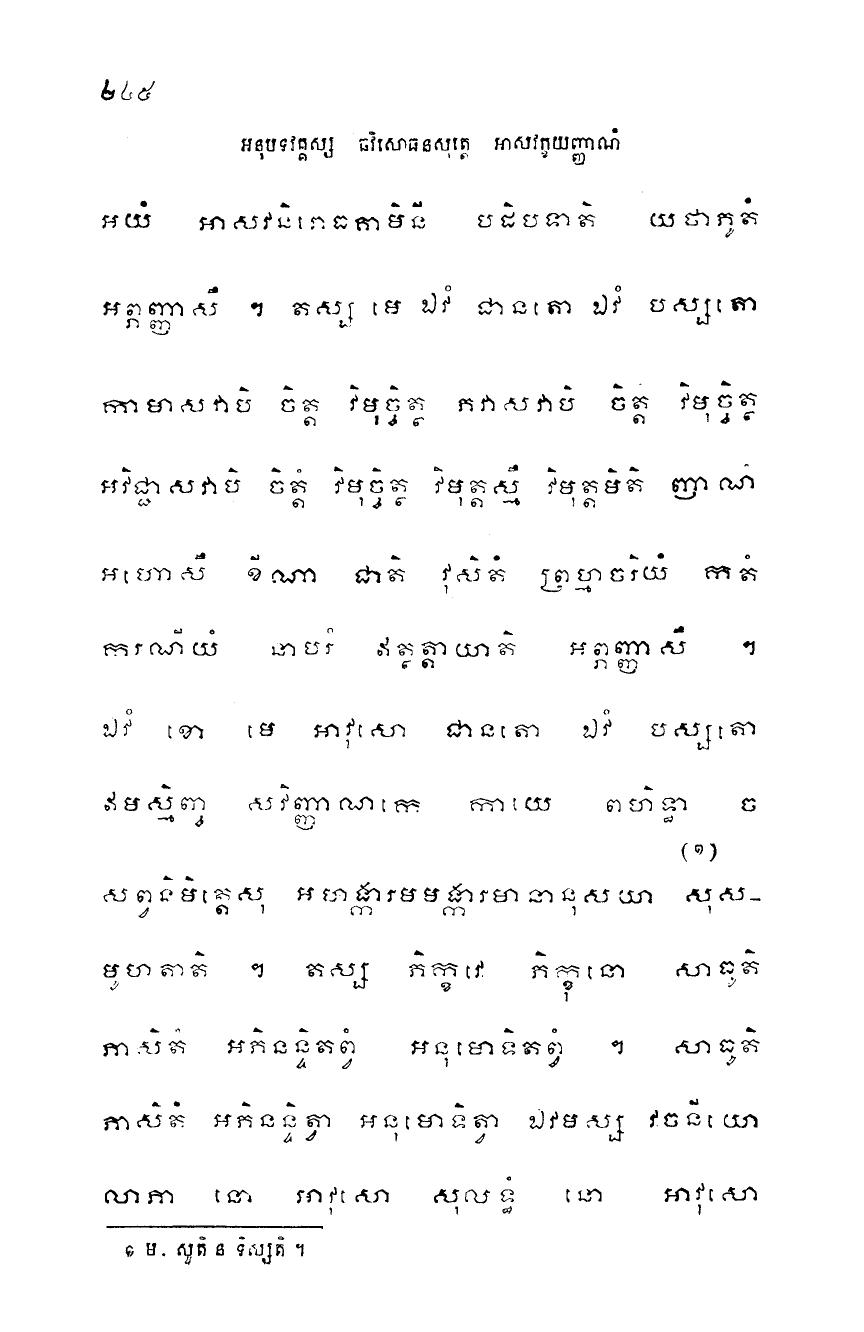 ២៤៥
អនុបទវគ្គស្ស ឆវិសោធនសុត្តេ អាសវក្ខយញ្ញាណំ
អយំ អាសវនិរោធគាមិនី បដិបទាតិ យថាភូតំ
អព្ភញ្ញាសឹ ។ តស្ស មេ ឯវំ ជានតោ ឯវំ បស្សតោ
កាមាសវាបិ ចិត្តំ វិមុច្ចិត្ថ ភវាសវាបិ ចិត្តំ វិមុច្ចិត្ថ
អវិជ្ជាសវាបិ ចិត្តំ វិមុច្ចិត្ថ វិមុត្តស្មឹ វិមុត្តមិតិ ញាណំ
អហោសិ ខីណា ជាតិ វុសិតំ ព្រហ្មចរិយំ កតំ
ករណីយំ នាបរំ ឥត្ថត្តាយាតិ អព្ភញ្ញាសឹ ។
ឯវំ ខោ មេ អាវុសោ ជានតោ ឯវំ បស្សតោ
ឥមស្មិញ្ច សវិញ្ញាណកេ កាយេ ពហិទ្ធា ច
(១)
សព្វនិមិត្តេសុ អហង្ការមមង្ការមានានុសយា សុស-
មូហតាតិ ។ តស្ស ភិក្ខវេ ភិក្ខុនោ សាធូតិ
ភាសិតំ អភិនន្ទិតព្វំ អនុមោទិតព្វំ ។ សាធូតិ
ភាសិតំ អភិនន្ទិត្វា អនុមោទិត្វា ឯវមស្ស វចនីយោ
លាភា នោ អាវុសោ សុលទ្ធំ នោ អាវុសោ
១ ម. សូតិ ន ទិស្សតិ ។